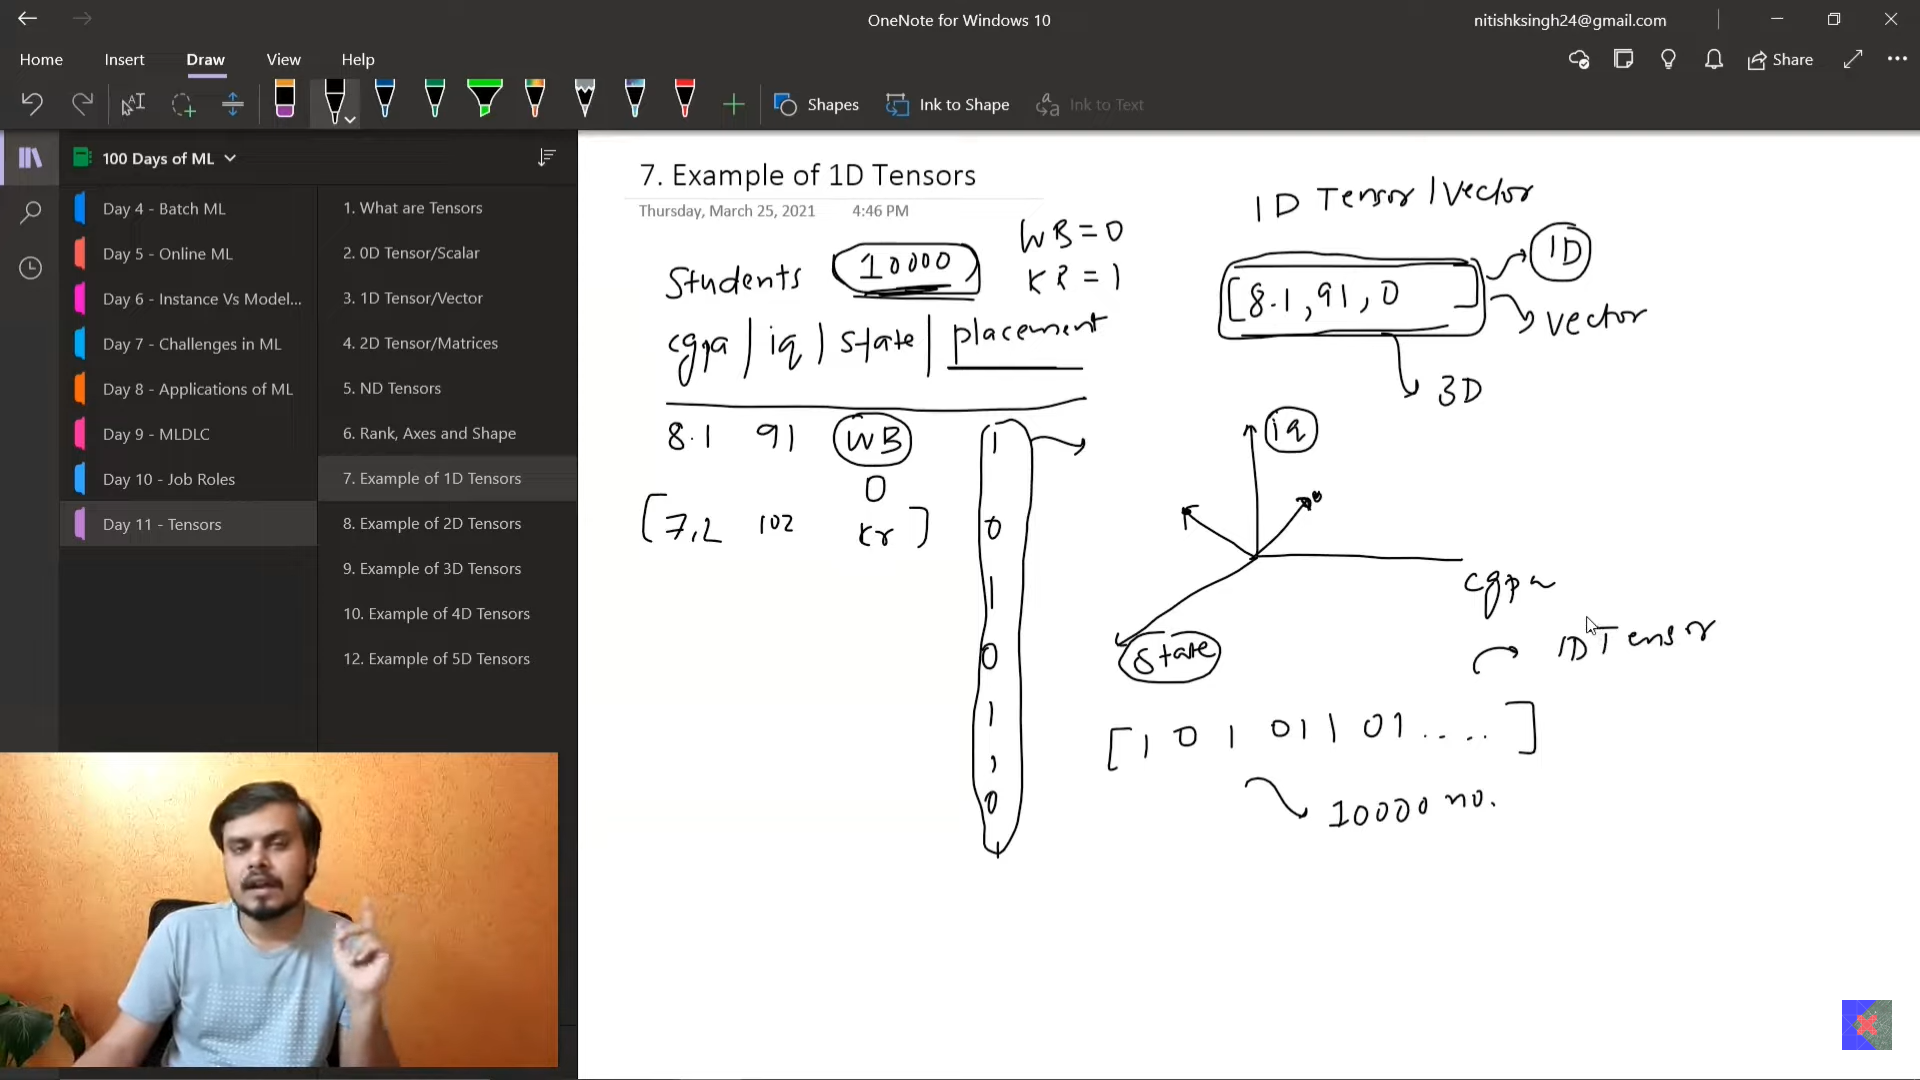 OneNote for Windows 10
nitishksingh24@gmail.com
Home Insert Draw View Help
Share
Shapes
Ink to Shape
Ink to Text
100 Days of ML
Day 4 - Batch ML
Day 5 - Online ML
Day 6 - Instance Vs Model...
Day 7 - Challenges in ML
Day 8 - Applications of ML
Day 9 - MLDLC
Day 10 - Job Roles
Day 11 - Tensors
1. What are Tensors
2. 0D Tensor/Scalar
3. 1D Tensor/Vector
4. 2D Tensor/Matrices
5. ND Tensors
6. Rank, Axes and Shape
7. Example of 1D Tensors
8. Example of 2D Tensors
9. Example of 3D Tensors
10. Example of 4D Tensors
12. Example of 5D Tensors
7. Example of 1D Tensors
Thursday, March 25, 2021 4:46 PM
Students 10000
WB = 0
KR = 1
cgpa | iq | state | placement
8.1 91 WB 1
0
[7.2 102 Kr] 0
1
0
1
,
0
1D Tensor / Vector
[8.1, 91, 0 ]
1D
vector
3D
iq
cgpa
state
1D Tensor
[1 0 1 01 1 01 .... ]
10000 no.